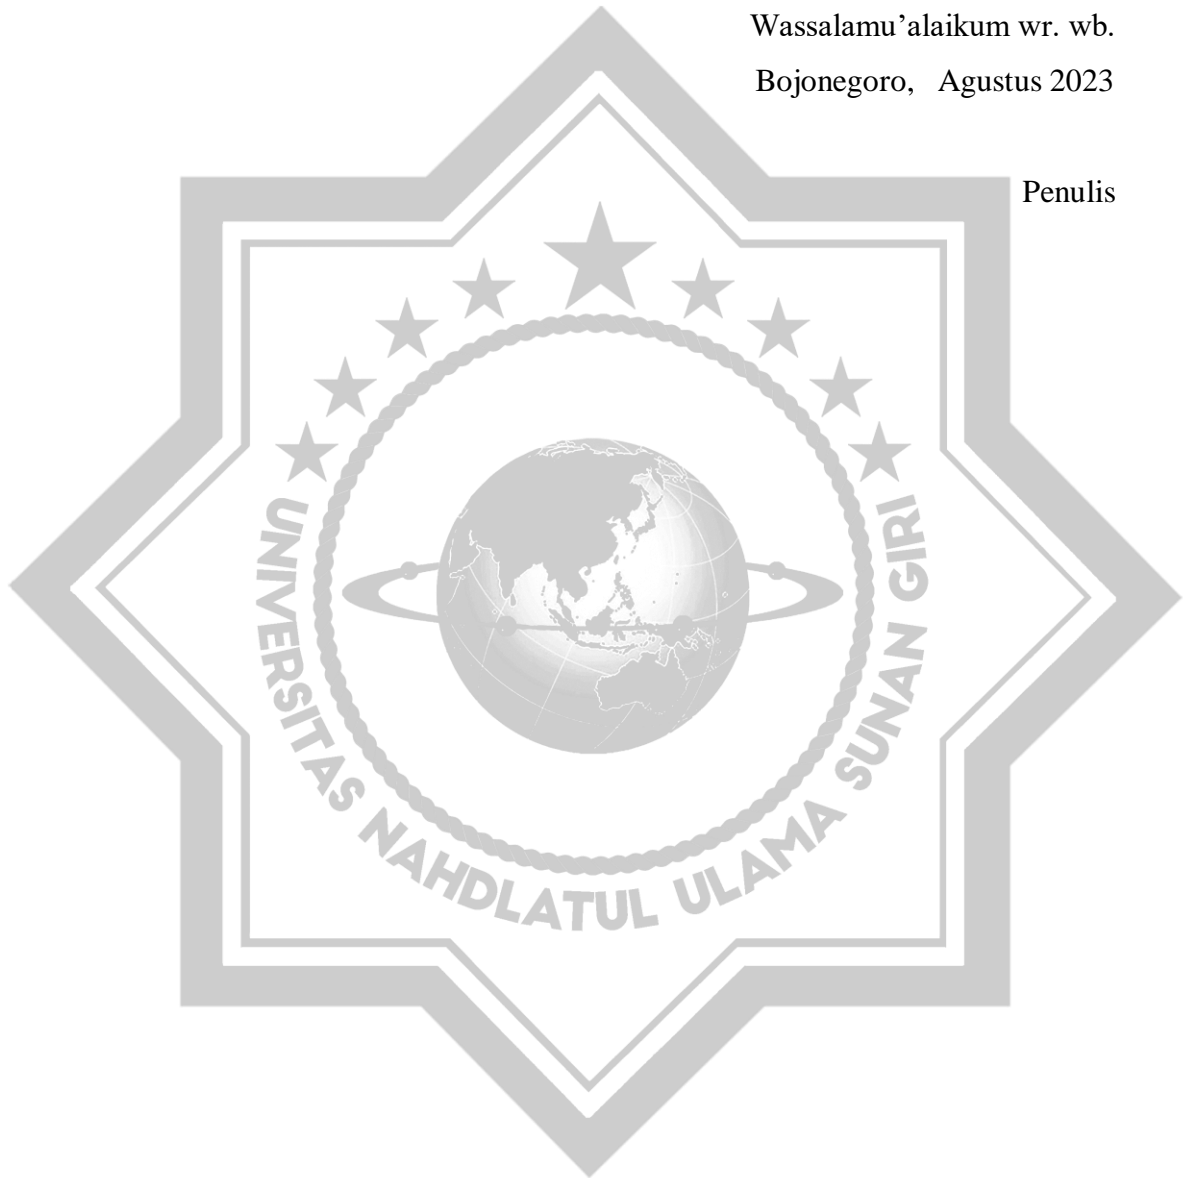 Wassalamu’alaikum wr. wb.
Bojonegoro,   Agustus 2023
Penulis
UNIVERSITAS NAHDLATUL ULAMA SUNAN GIRI